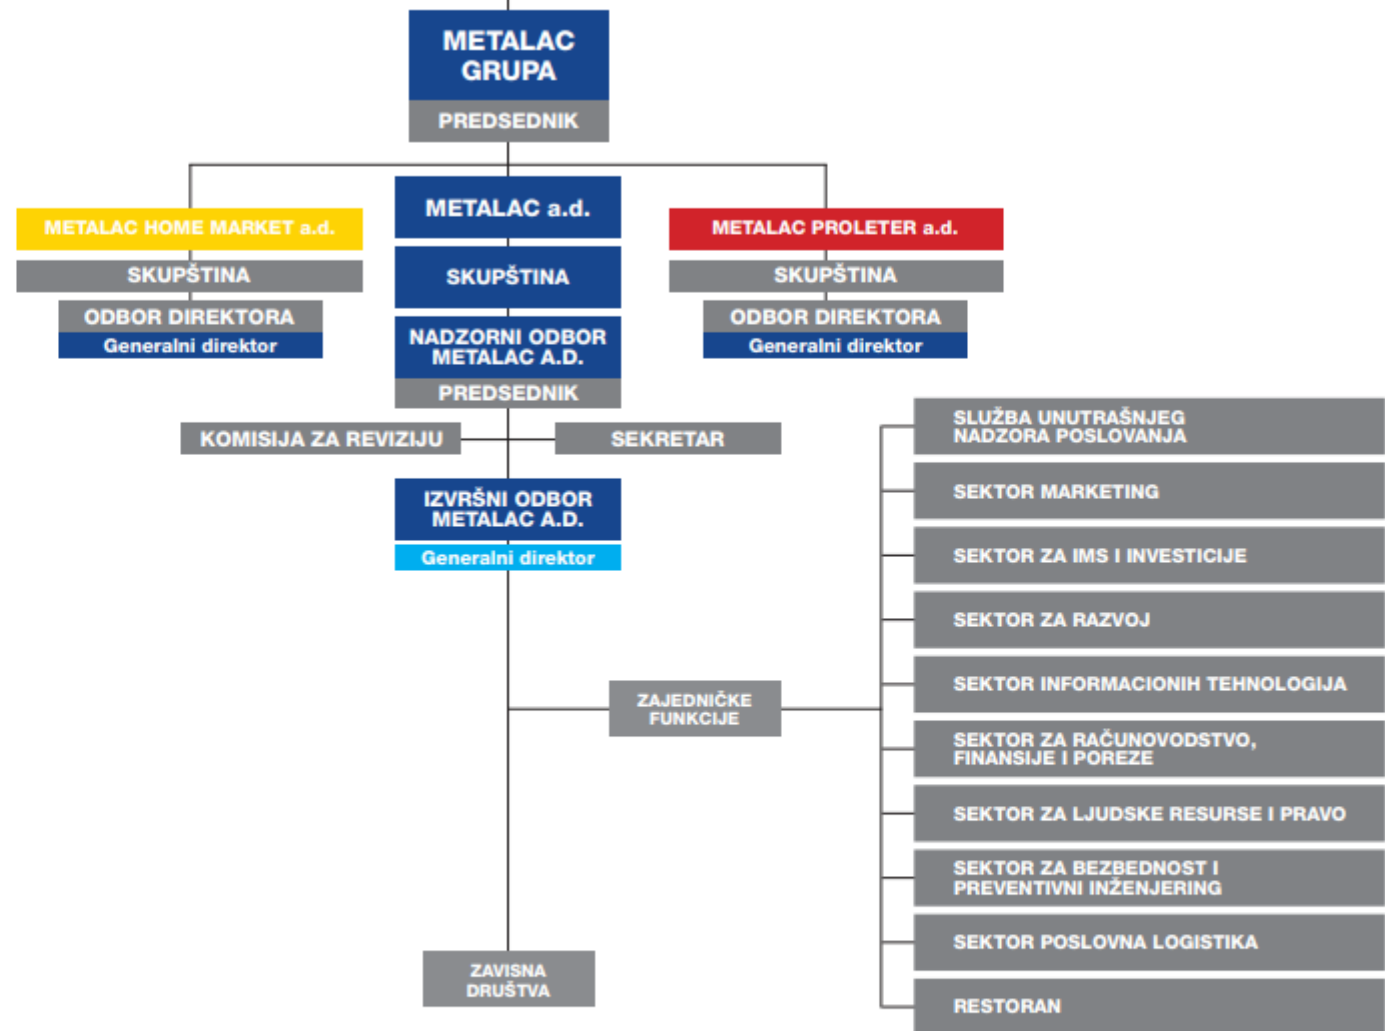 METALAC
GRUPA
PREDSEDNIK
METALAC HOME MARKET a.d.
SKUPŠTINA
ODBOR DIREKTORA
Generalni direktor
METALAC a.d.
SKUPŠTINA
NADZORNI ODBOR
METALAC A.D.
PREDSEDNIK
METALAC PROLETER a.d.
SKUPŠTINA
ODBOR DIREKTORA
Generalni direktor
KOMISIJA ZA REVIZIJU
SEKRETAR
IZVRŠNI ODBOR
METALAC A.D.
Generalni direktor
ZAJEDNIČKE
FUNKCIJE
SLUŽBA UNUTRAŠNJEG
NADZORA POSLOVANJA
SEKTOR MARKETING
SEKTOR ZA IMS I INVESTICIJE
SEKTOR ZA RAZVOJ
SEKTOR INFORMACIONIH TEHNOLOGIJA
SEKTOR ZA RAČUNOVODSTVO,
FINANSIJE I POREZE
SEKTOR ZA LJUDSKE RESURSE I PRAVO
SEKTOR ZA BEZBEDNOST I
PREVENTIVNI INŽENJERING
SEKTOR POSLOVNA LOGISTIKA
RESTORAN
ZAVISNA
DRUŠTVA